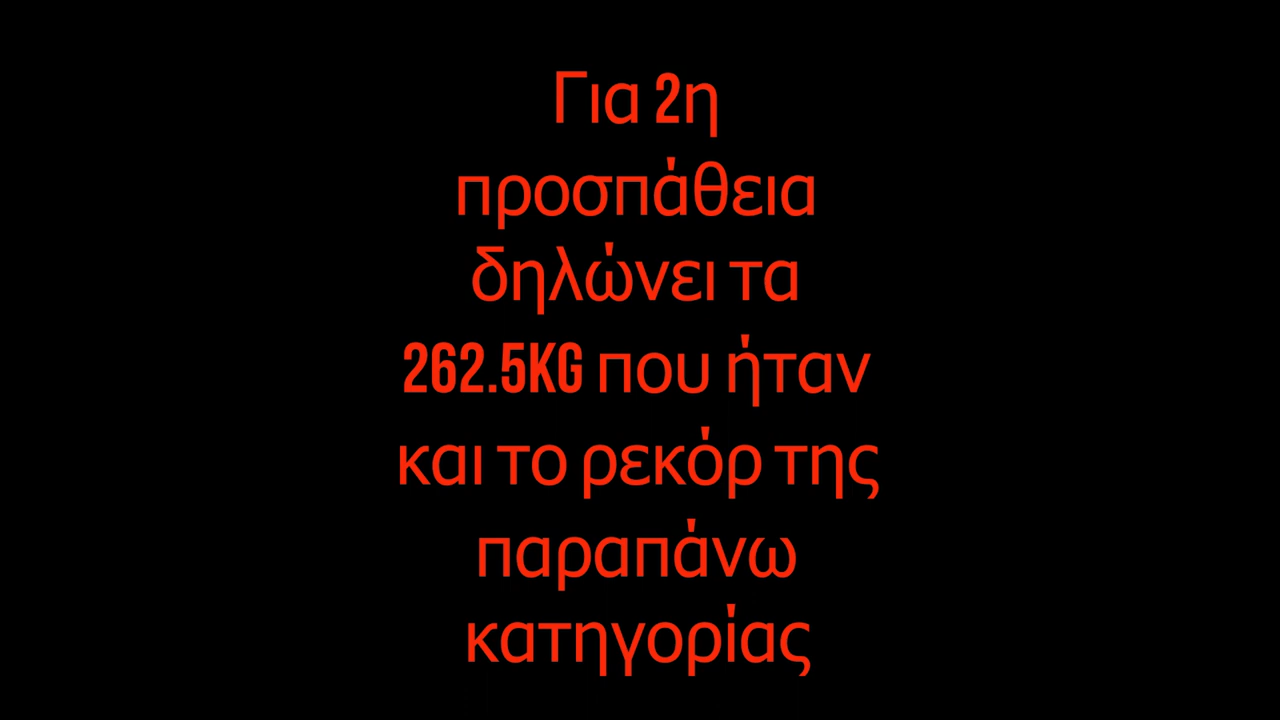 Για 2η
προσπάθεια
δηλώνει τα
262.5KG που ήταν
και το ρεκόρ της
παραπάνω
κατηγορίας